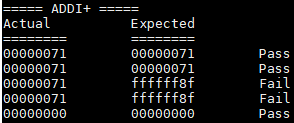 ===== ADDI+ =====
Actual Expected
======== ========
00000071 00000071 Pass
00000071 00000071 Pass
00000071 ffffff8f Fail
00000071 ffffff8f Fail
00000000 00000000 Pass